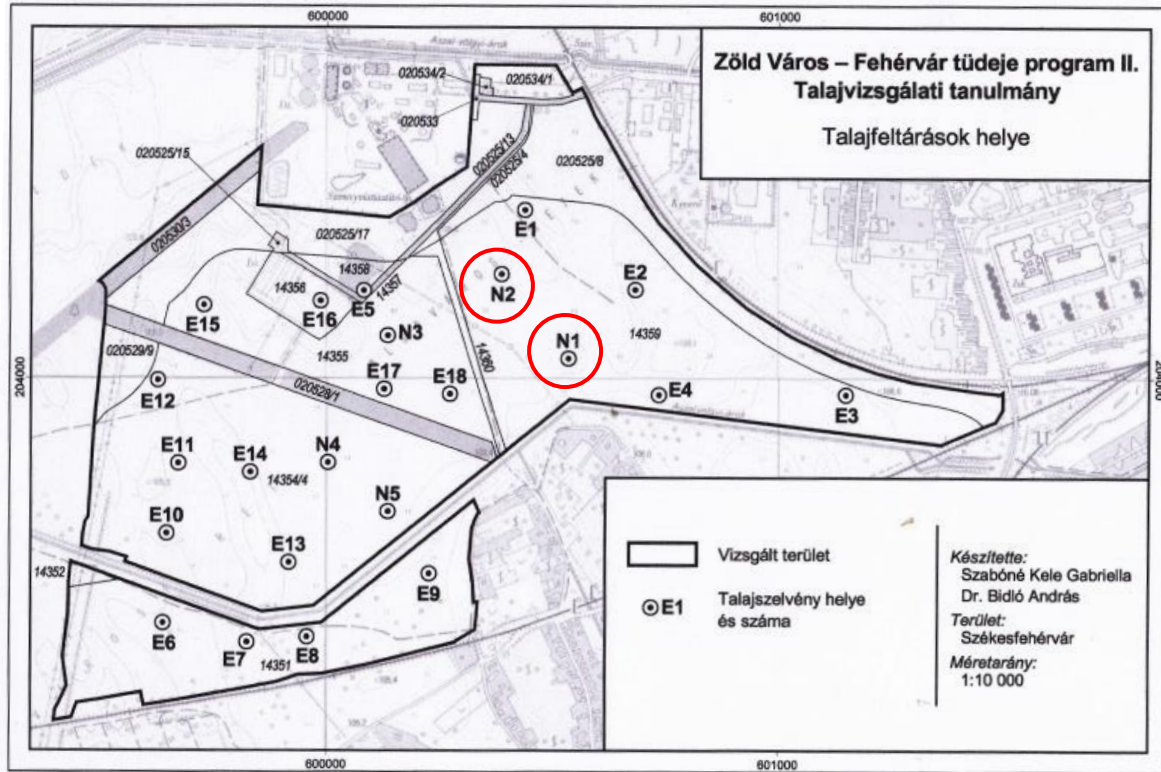 600000
601000
Zöld Város – Fehérvár tüdeje program II.
Talajvizsgálati tanulmány
Talajfeltárások helye
020534/2
020534/1
020533
020525/15
020525/13
020525/4
020525/8
020530/3
020525/17
E1
14358
14357
N2
E2
14356
E5
E15
E16
N3
14359
N1
14355
14360
020529/9
204000
204000
E12
020528/1
E17
E18
E4
E3
E11
E14
N4
14354/4
N5
E10
E13
14352
E9
E6
E7
E8
14351
Vizsgált terület
E1
Talajszelvény helye
és száma
Készítette:
Szabóné Kele Gabriella
Dr. Bidló András
Terület:
Székesfehérvár
Méretarány:
1:10 000
600000
601000